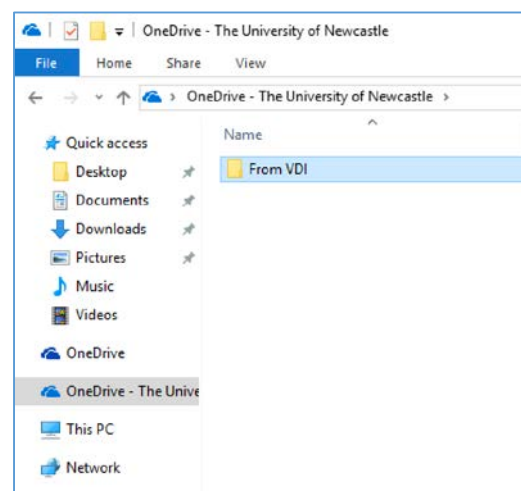 OneDrive - The University of Newcastle
File Home Share View
OneDrive - The University of Newcastle
Name
Quick access
From VDI
Desktop
Documents
Downloads
Pictures
Music
Videos
OneDrive
OneDrive - The Unive
This PC
Network